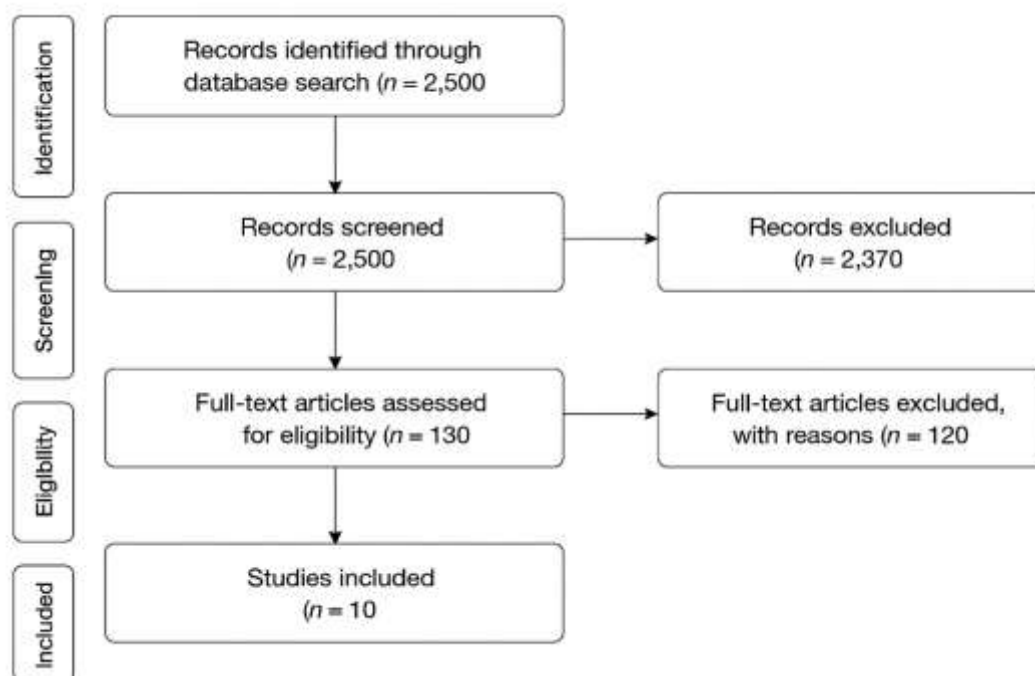 Identification
Records identified through
database search (n = 2,500
Screening
Records screened
(n = 2,500
Records excluded
(n = 2,370
Eligibility
Full-text articles assessed
for eligibility (n = 130
Full-text articles excluded,
with reasons (n = 120
Included
Studies included
(n = 10